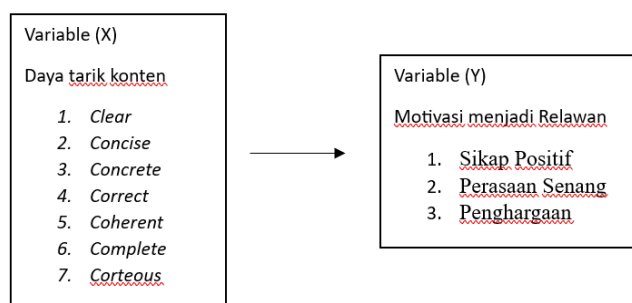 Variable (X)
Daya tarik konten
1. Clear
2. Concise
3. Concrete
4. Correct
5. Coherent
6. Complete
7. Corteous
Variable (Y)
Motivasi menjadi Relawan
1. Sikap Positif
2. Perasaan Senang
3. Penghargaan